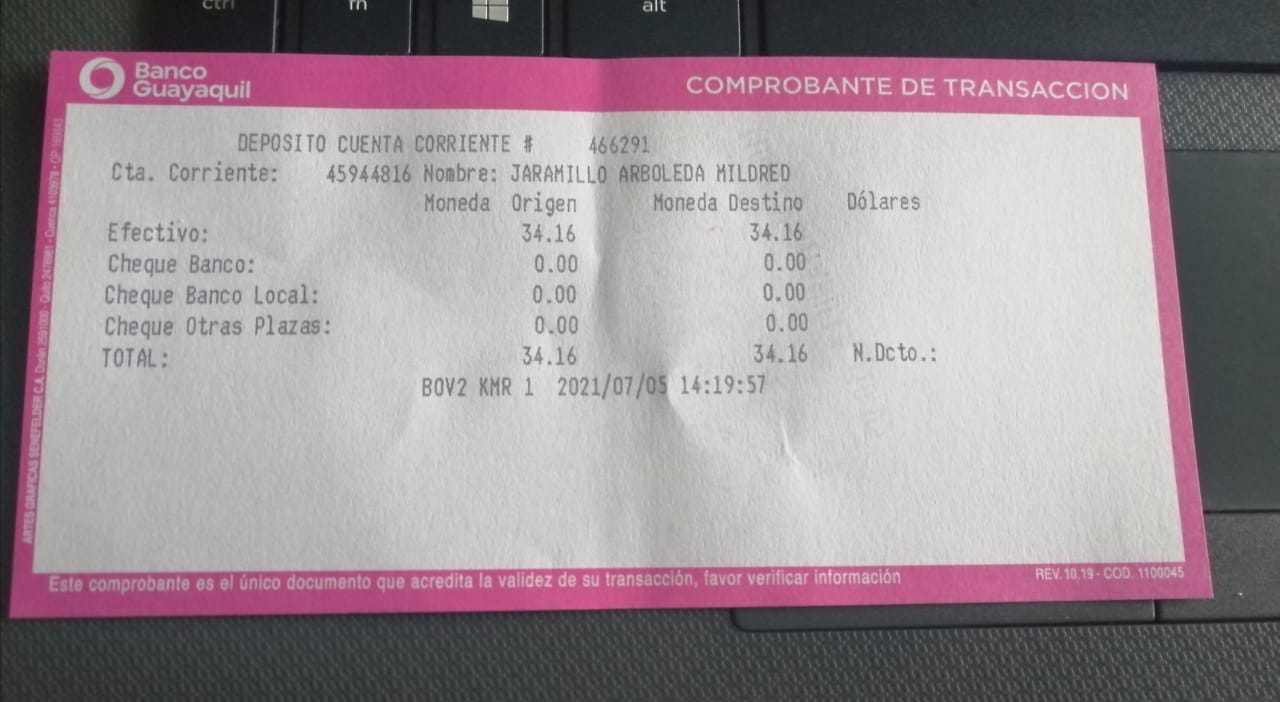 ctrl fn alt
Banco
Guayaquil
COMPROBANTE DE TRANSACCION
DEPOSITO CUENTA CORRIENTE # 466291
Cta. Corriente: 45944816 Nombre: JARAMILLO ARBOLEDA MILDRED
Moneda Origen Moneda Destino Dólares
Efectivo: 34.16 34.16
Cheque Banco: 0.00 0.00
Cheque Banco Local: 0.00 0.00
Cheque Otras Plazas: 0.00 0.00
TOTAL: 34.16 34.16 N.Dcto.:
BOV2 KMR 1 2021/07/05 14:19:57
Este comprobante es el único documento que acredita la validez de su transacción, favor verificar información
REV. 10.19 - COD. 1100045
ARTES GRAFICAS SENEFELDER C.A. Durán 2591000 - Quito